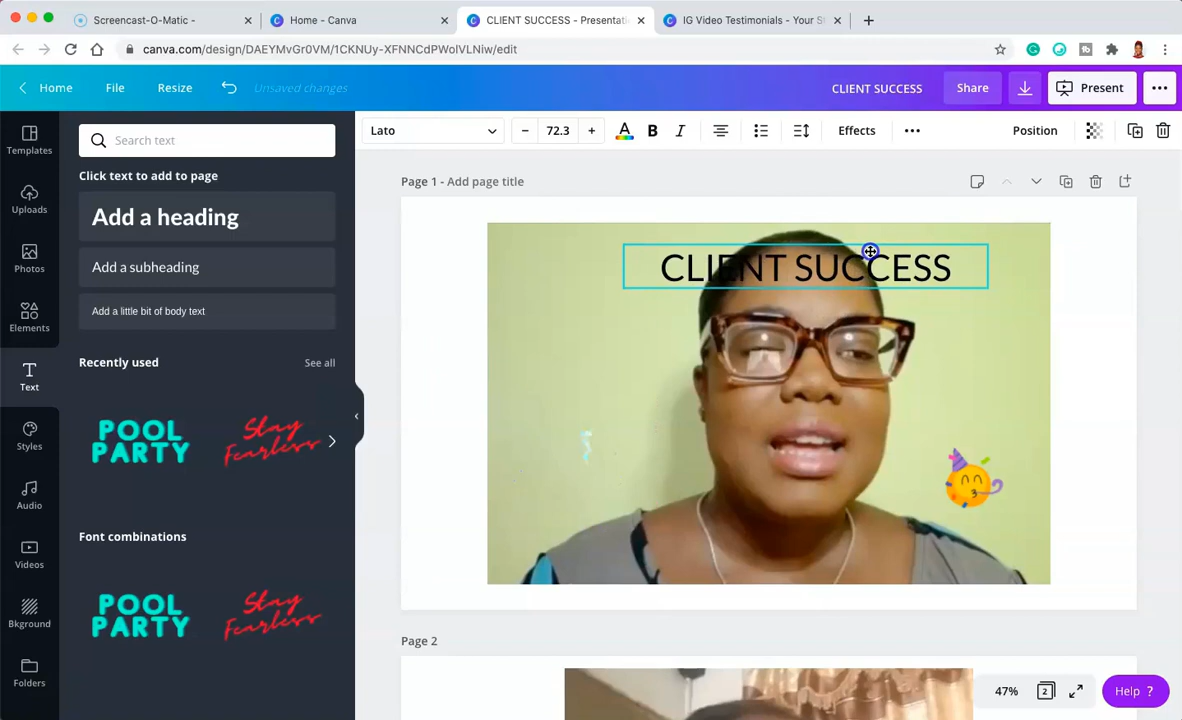 Screencast-O-Matic -
Home - Canva
CLIENT SUCCESS - Presentati
IG Video Testimonials - Your S
canva.com/design/DAEYMvGr0VM/1CKNUy-XFNNCdPWolVLNiw/edit
Home
File
Resize
Unsaved changes
CLIENT SUCCESS
Share
Present
Lato
72.3
A
B
I
Effects
Position
Templates
Uploads
Photos
Elements
Text
Styles
Audio
Videos
Bkground
Folders
Search text
Click text to add to page
Add a heading
Add a subheading
Add a little bit of body text
Recently used
See all
POOL
PARTY
Stay
Fearless
Font combinations
POOL
PARTY
Stay
Fearless
Page 1 - Add page title
CLIENT SUCCESS
Page 2
47%
2
Help ?